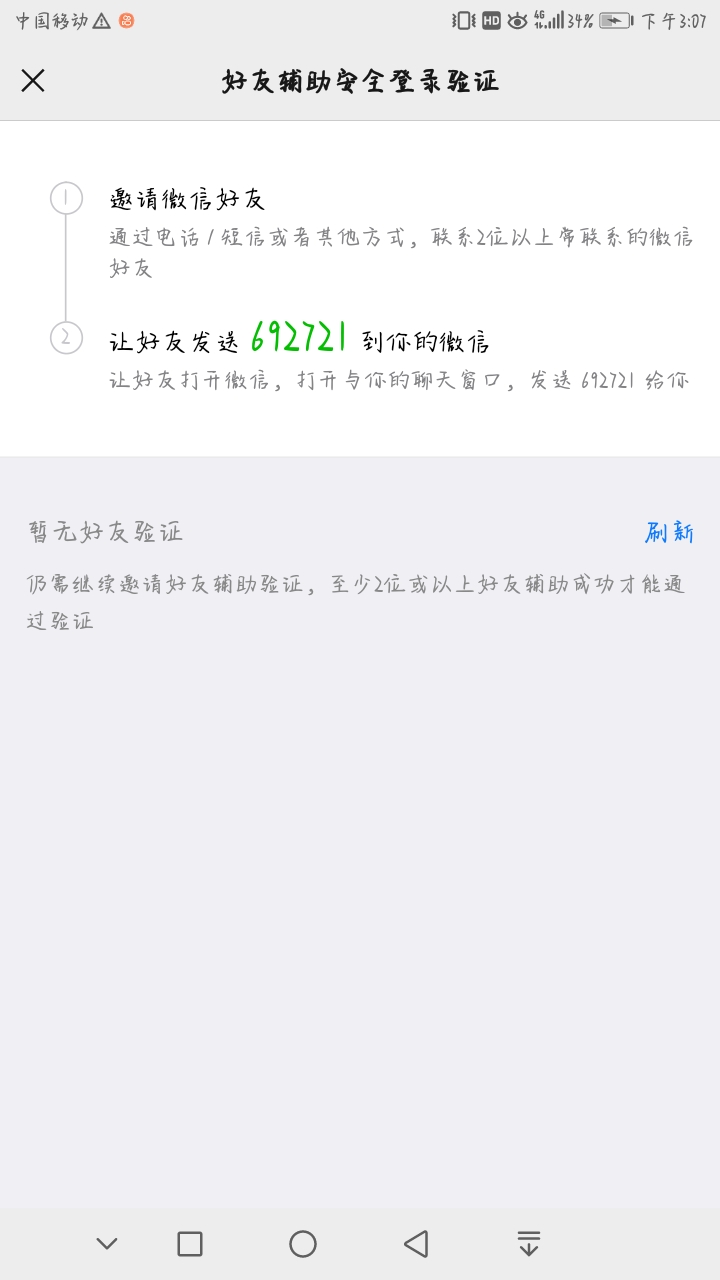 中国移动 HD 4G 34% 下午3:07
好友辅助安全登录验证
1 邀请微信好友
通过电话/短信或者其他方式，联系2位以上常联系的微信
好友
2 让好友发送 692721 到你的微信
让好友打开微信，打开与你的聊天窗口，发送 692721 给你
暂无好友验证 刷新
仍需继续邀请好友辅助验证，至少2位或以上好友辅助成功才能通
过验证